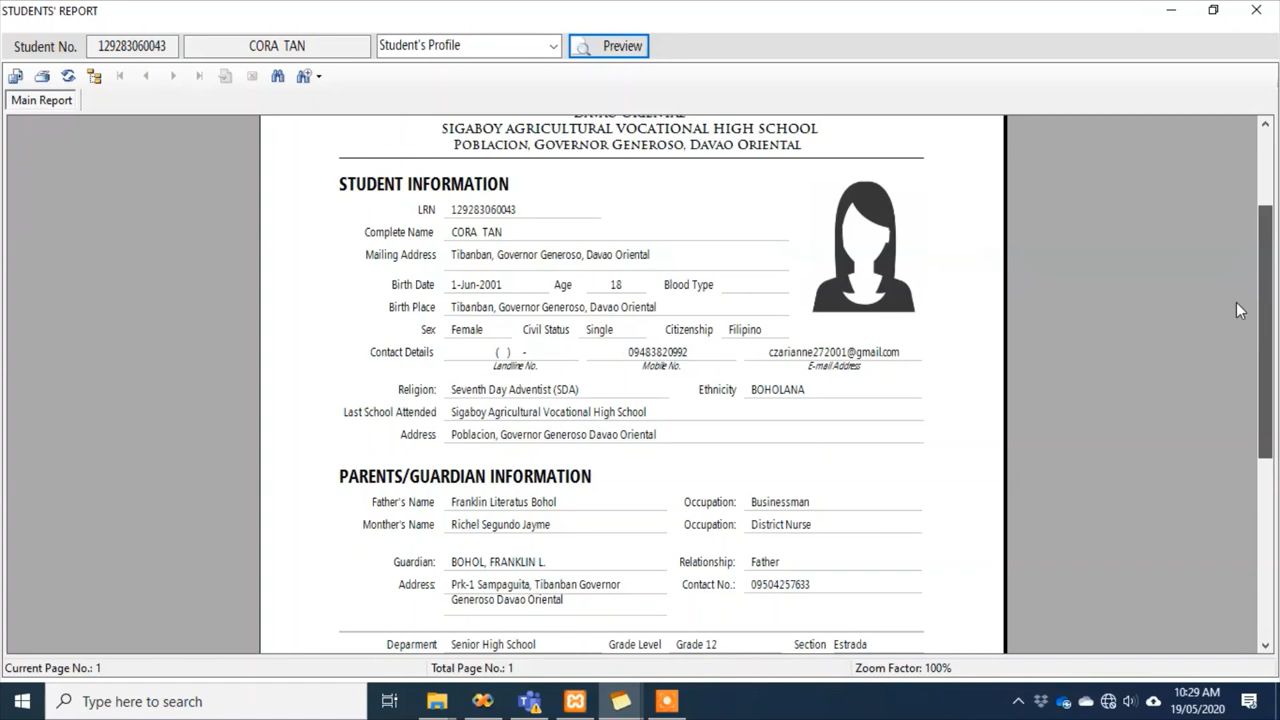 STUDENTS' REPORT
Student No. 129283060043 CORA TAN Student's Profile Preview
Main Report
DAVAO ORIENTAL
SIGABOY AGRICULTURAL VOCATIONAL HIGH SCHOOL
POBLACION, GOVERNOR GENEROSO, DAVAO ORIENTAL
STUDENT INFORMATION
LRN 129283060043
Complete Name CORA TAN
Mailing Address Tibanban, Governor Generoso, Davao Oriental
Birth Date 1-Jun-2001 Age 18 Blood Type
Birth Place Tibanban, Governor Generoso, Davao Oriental
Sex Female Civil Status Single Citizenship Filipino
Contact Details ( ) - 09483820992 czarianne272001@gmail.com
Landline No. Mobile No. E-mail Address
Religion: Seventh Day Adventist (SDA) Ethnicity BOHOLANA
Last School Attended Sigaboy Agricultural Vocational High School
Address Poblacion, Governor Generoso Davao Oriental
PARENTS/GUARDIAN INFORMATION
Father's Name Franklin Literatus Bohol Occupation: Businessman
Monther's Name Richel Segundo Jayme Occupation: District Nurse
Guardian: BOHOL, FRANKLIN L. Relationship: Father
Address: Prk-1 Sampaguita, Tibanban Governor Contact No.: 09504257633
Generoso Davao Oriental
Deparment Senior High School Grade Level Grade 12 Section Estrada
Current Page No.: 1 Total Page No.: 1 Zoom Factor: 100%
Type here to search 10:29 AM
19/05/2020